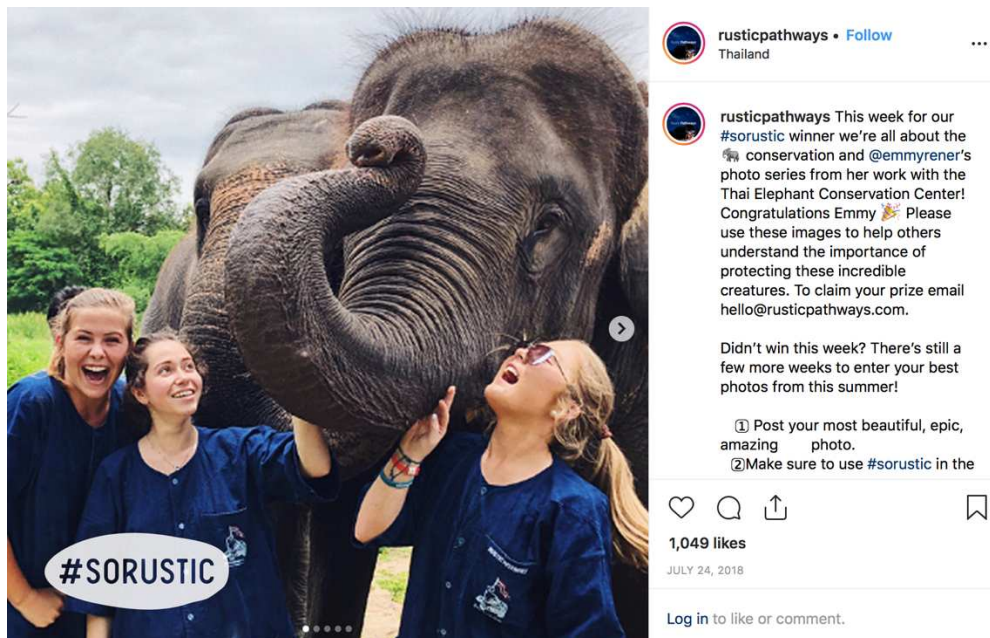 rusticpathways • Follow
Thailand
rusticpathways This week for our
#sorustic winner we're all about the
🐘 conservation and @emmyrener's
photo series from her work with the
Thai Elephant Conservation Center!
Congratulations Emmy 🎉 Please
use these images to help others
understand the importance of
protecting these incredible
creatures. To claim your prize email
hello@rusticpathways.com.
Didn't win this week? There's still a
few more weeks to enter your best
photos from this summer!
1 Post your most beautiful, epic,
amazing photo.
2 Make sure to use #sorustic in the
1,049 likes
JULY 24, 2018
Log in to like or comment.
#SORUSTIC